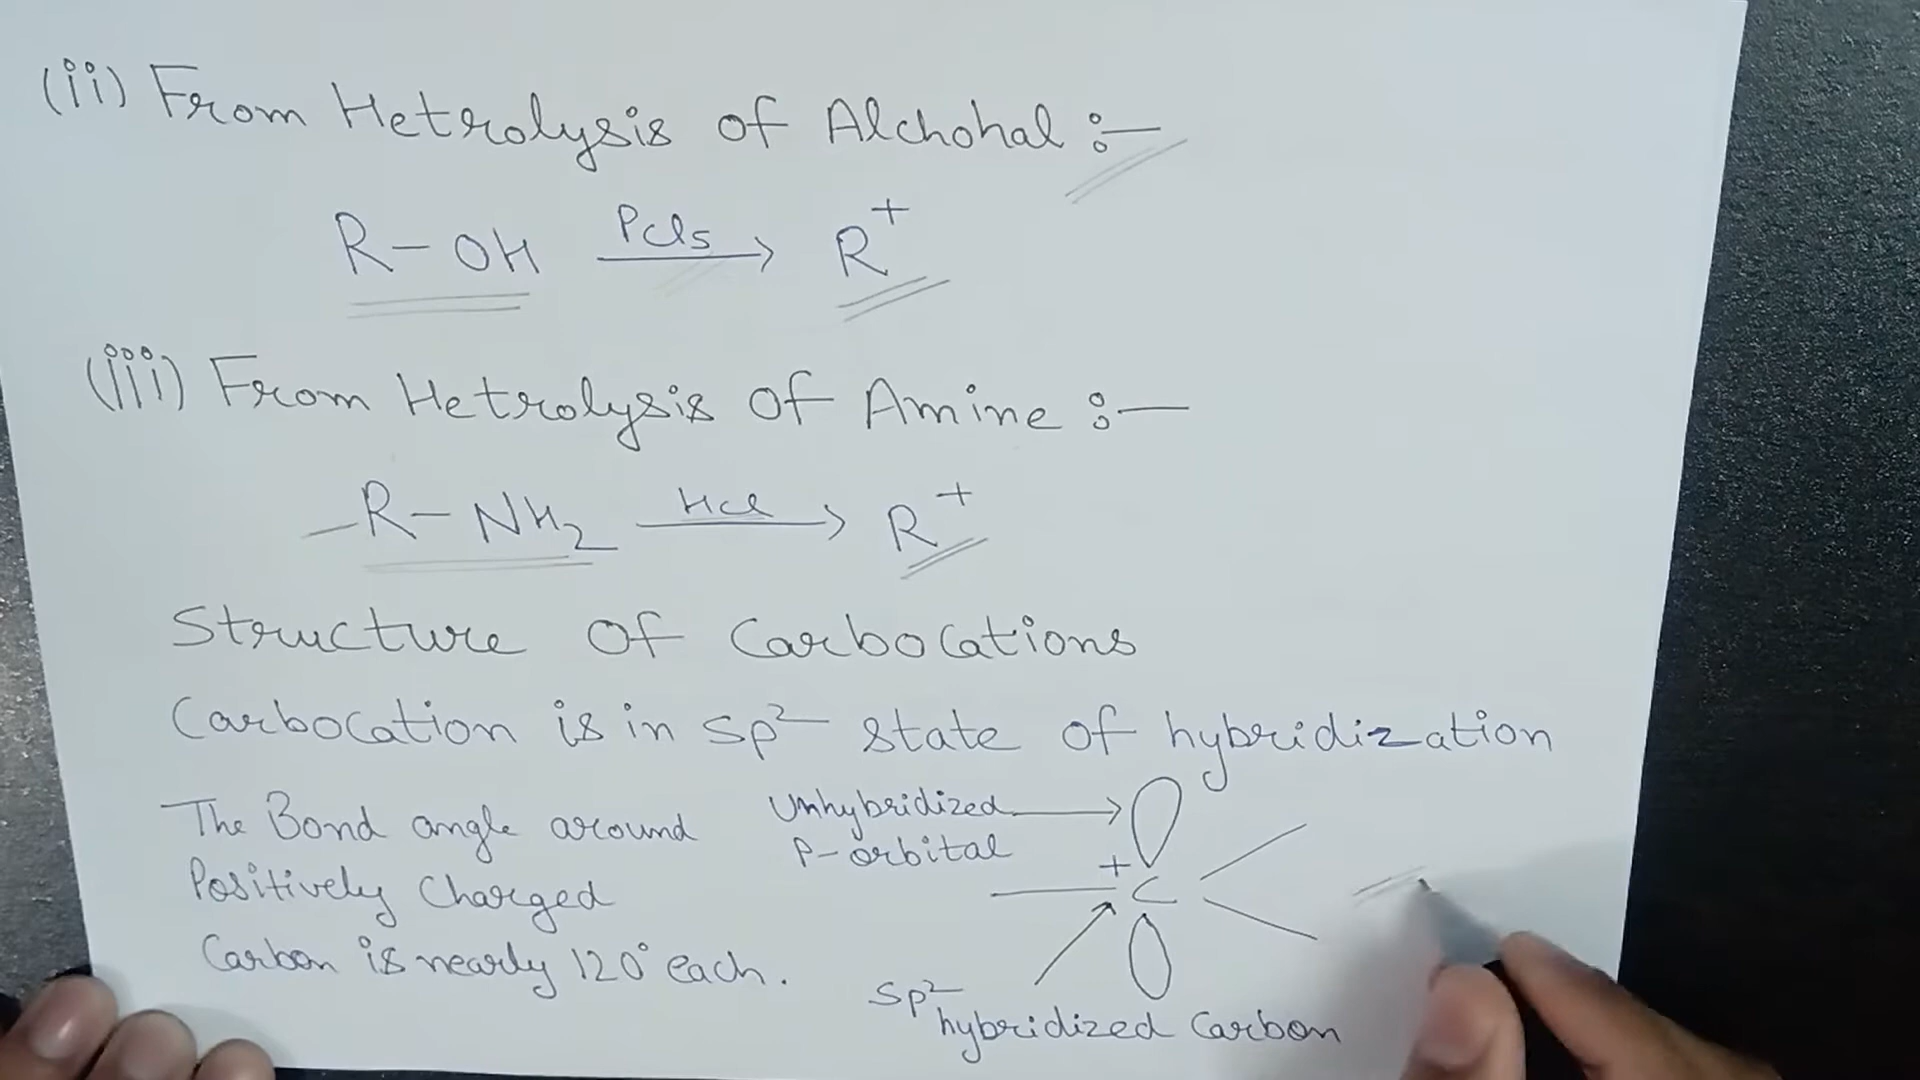 (ii) From Hetrolysis of Alchohal :-
R-OH PCl5 → R+
(iii) From Hetrolysis of Amine :-
-R-NH2 HCl → R+
Structure of Carbocations
Carbocation is in sp² state of hybridization
The Bond angle around
Positively Charged
Carbon is nearly 120° each.
Unhybridized →
P-orbital
+
C
sp²
hybridized Carbon